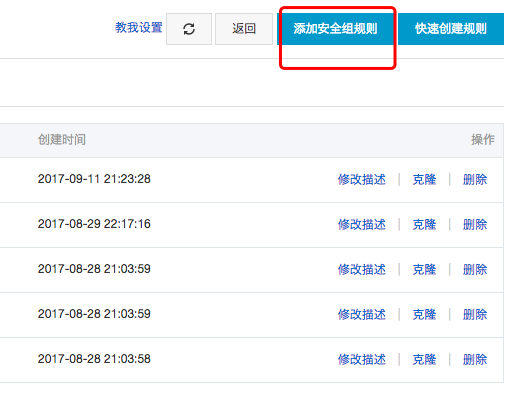 教我设置 返回 添加安全组规则 快速创建规则
创建时间 操作
2017-09-11 21:23:28 修改描述 | 克隆 | 删除
2017-08-29 22:17:16 修改描述 | 克隆 | 删除
2017-08-28 21:03:59 修改描述 | 克隆 | 删除
2017-08-28 21:03:59 修改描述 | 克隆 | 删除
2017-08-28 21:03:58 修改描述 | 克隆 | 删除